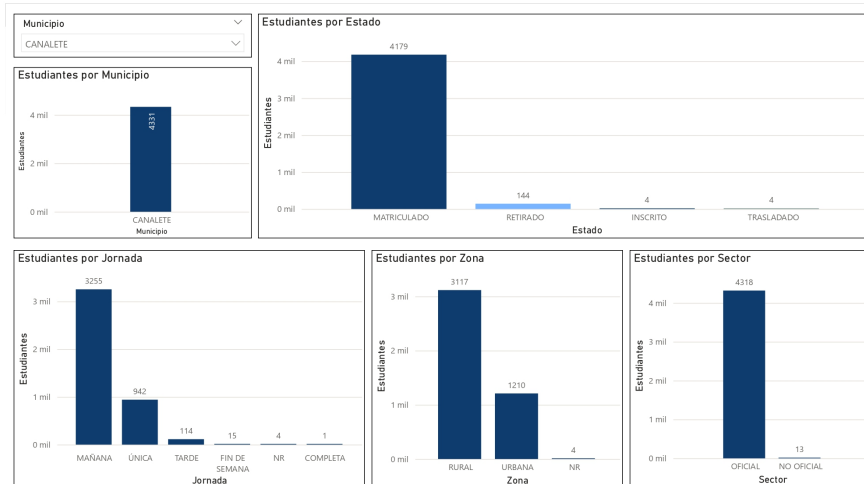 Municipio
CANALETE
Estudiantes por Municipio
Estudiantes
4 mil
2 mil
0 mil
4331
CANALETE
Municipio
Estudiantes por Estado
Estudiantes
4 mil
3 mil
2 mil
1 mil
0 mil
4179
144
4
4
MATRICULADO
RETIRADO
INSCRITO
TRASLADADO
Estado
Estudiantes por Jornada
Estudiantes
3 mil
2 mil
1 mil
0 mil
3255
942
114
15
4
1
MAÑANA
ÚNICA
TARDE
FIN DE
SEMANA
NR
COMPLETA
Jornada
Estudiantes por Zona
Estudiantes
3 mil
2 mil
1 mil
0 mil
3117
1210
4
RURAL
URBANA
NR
Zona
Estudiantes por Sector
Estudiantes
4 mil
3 mil
2 mil
1 mil
0 mil
4318
13
OFICIAL
NO OFICIAL
Sector